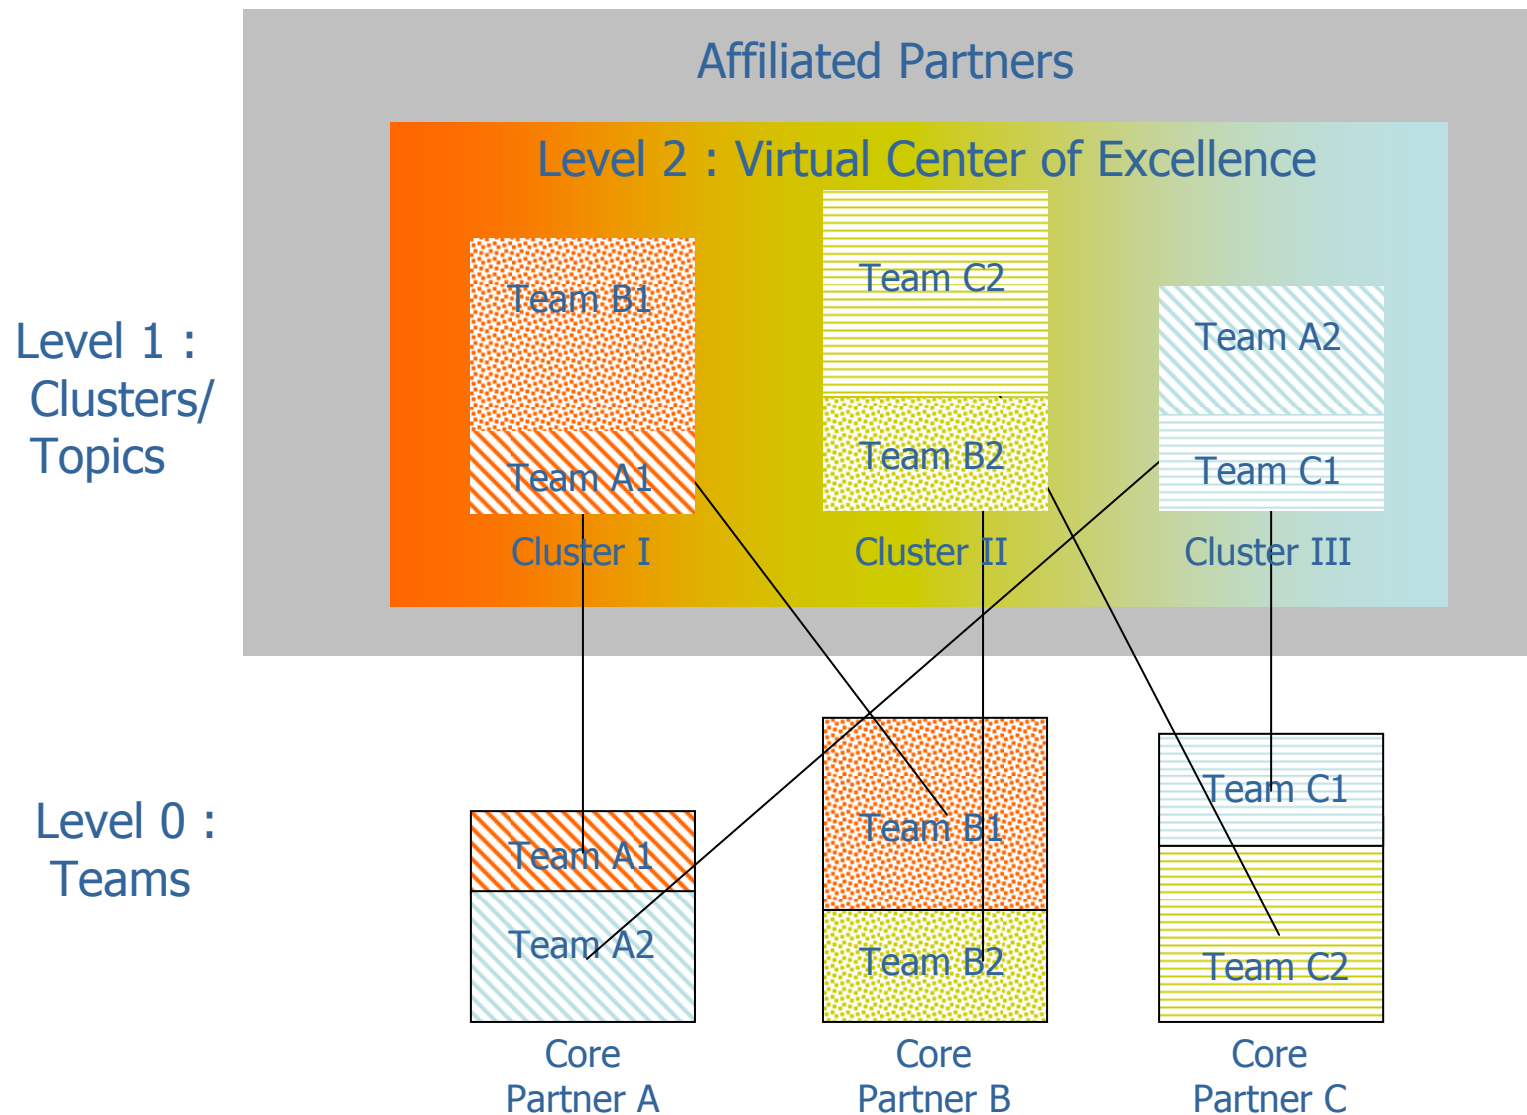 Affiliated Partners
Level 2 : Virtual Center of Excellence
Level 1 :
Clusters/
Topics
Team B1
Team A1
Cluster I
Team C2
Team B2
Cluster II
Team A2
Team C1
Cluster III
Level 0 :
Teams
Team A1
Team A2
Core
Partner A
Team B1
Team B2
Core
Partner B
Team C1
Team C2
Core
Partner C